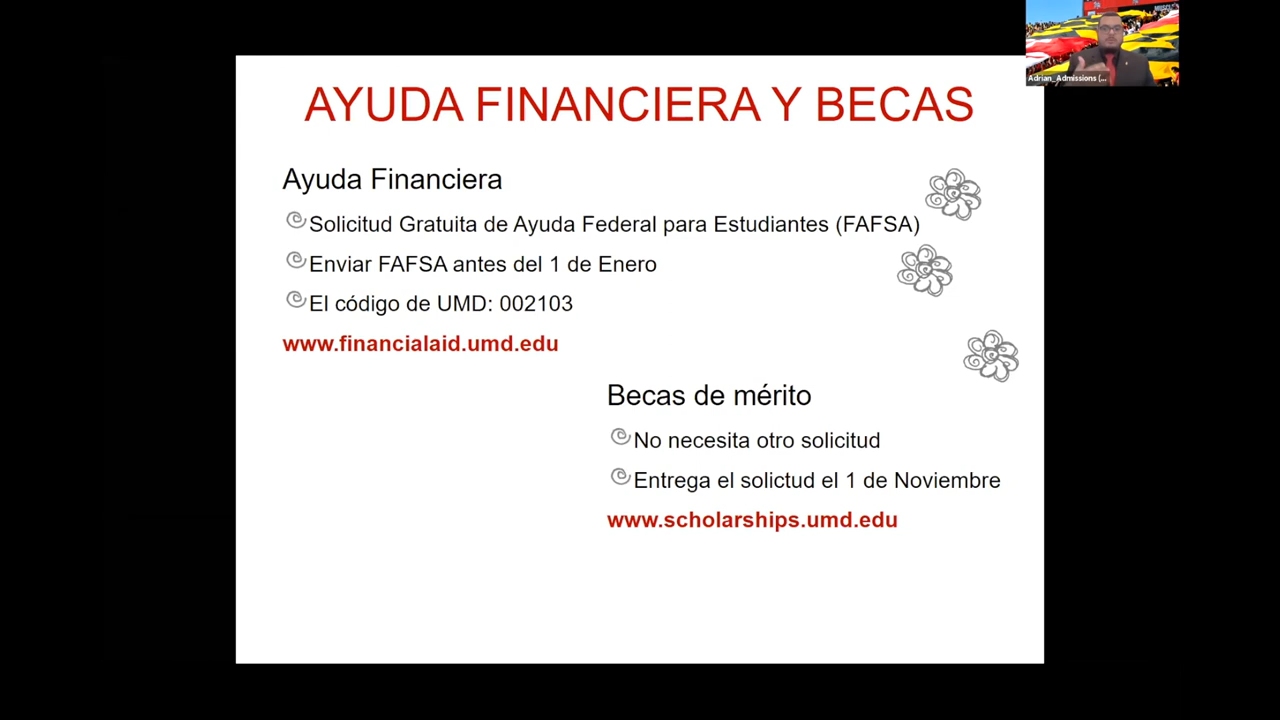 AYUDA FINANCIERA Y BECAS
Ayuda Financiera
Solicitud Gratuita de Ayuda Federal para Estudiantes (FAFSA)
Enviar FAFSA antes del 1 de Enero
El código de UMD: 002103
www.financialaid.umd.edu
Becas de mérito
No necesita otro solicitud
Entrega el solictud el 1 de Noviembre
www.scholarships.umd.edu
Adrian_Admissions (...